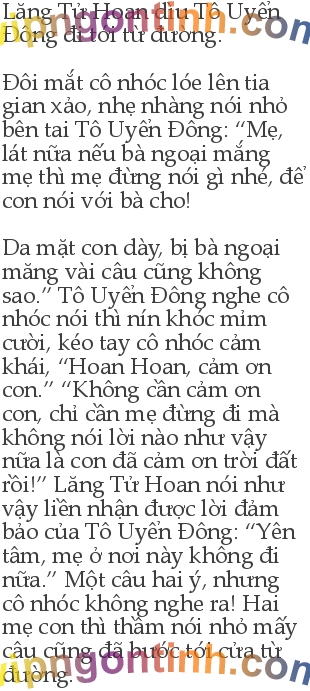 Lăng Tử Hoan dìu Tô Uyển
Đông đi tới từ đường.
Đôi mắt cô nhóc lóe lên tia
gian xảo, nhẹ nhàng nói nhỏ
bên tai Tô Uyển Đông: “Mẹ,
lát nữa nếu bà ngoại mắng
mẹ thì mẹ đừng nói gì nhé, để
con nói với bà cho!
Da mặt con dày, bị bà ngoại
măng vài câu cũng không
sao.” Tô Uyển Đông nghe cô
nhóc nói thì nín khóc mỉm
cười, kéo tay cô nhóc cảm
khái, “Hoan Hoan, cảm ơn
con.” “Không cần cảm ơn
con, chỉ cần mẹ đừng đi mà
không nói lời nào như vậy
nữa là con đã cảm ơn trời đất
rồi!” Lăng Tử Hoan nói như
vậy liền nhận được lời đảm
bảo của Tô Uyển Đông: “Yên
tâm, mẹ ở nơi này không đi
nữa.” Một câu hai ý, nhưng
cô nhóc không nghe ra! Hai
mẹ con thì thầm nói nhỏ mấy
câu cũng đã bước tới cửa từ
đường.
vipngontinh.com